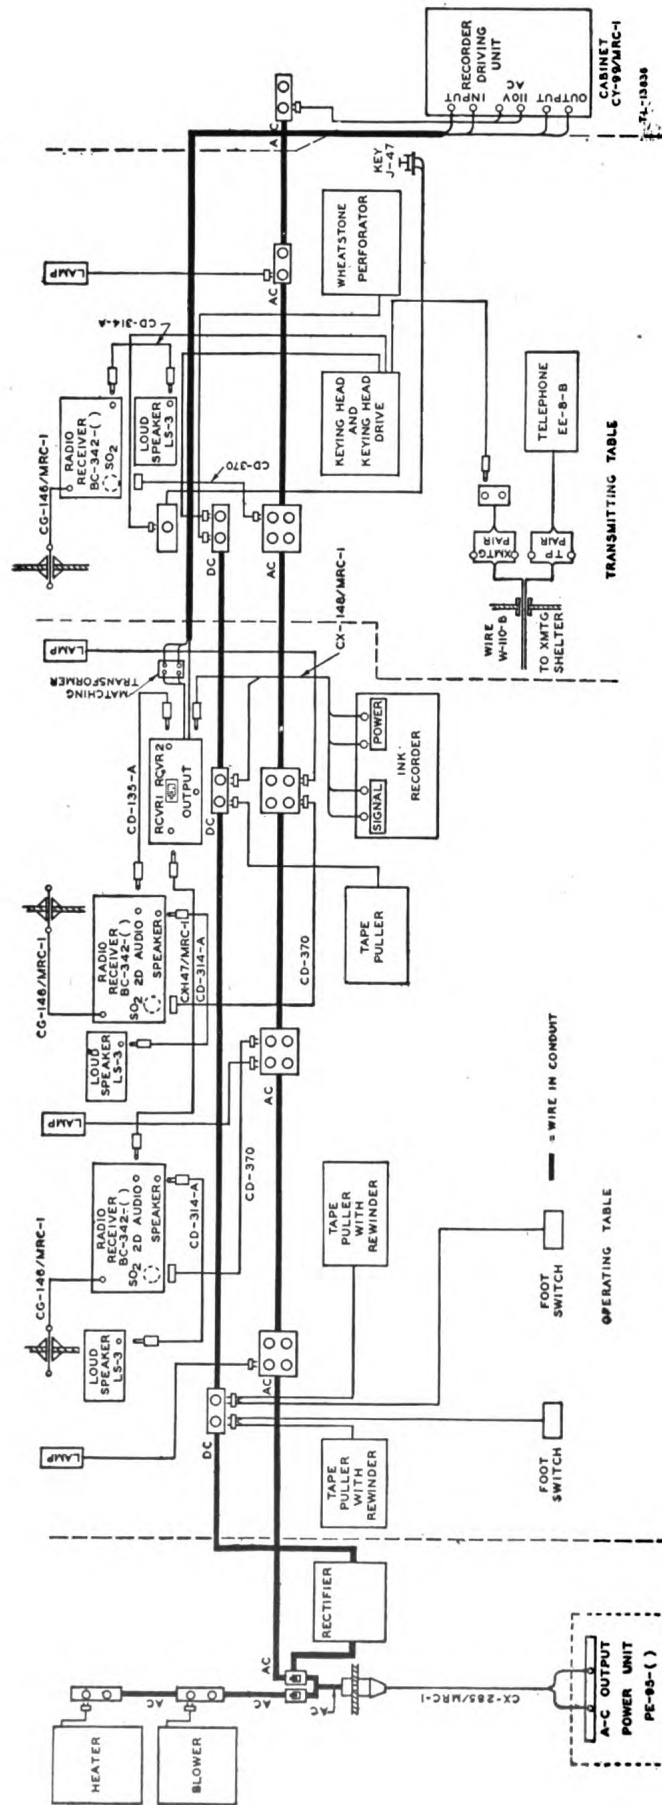 HEATER
BLOWER
AC
AC
AC
AC
CX-285/MRC-1
A-C OUTPUT
POWER UNIT
PE-95-( )
RECTIFIER
LAMP
LOUD
SPEAKER
LS-3
CG-146/MRC-1
RADIO
RECEIVER
BC-342-( )
SO2 2D AUDIO
SPEAKER
CD-314-A
CD-370
DC
AC
TAPE
PULLER
WITH
REWINDER
TAPE
PULLER
WITH
REWINDER
FOOT
SWITCH
FOOT
SWITCH
OPERATING TABLE
= WIRE IN CONDUIT
LAMP
LOUD
SPEAKER
LS-3
CG-146/MRC-1
RADIO
RECEIVER
BC-342-( )
SO2 2D AUDIO
SPEAKER
CX-147/MRC-1
CD-314-A
CD-135-A
AC
CD-370
TAPE
PULLER
RCVR1 RCVR2
OUTPUT
MATCHING
TRANSFORMER
LAMP
DC
CX-148/MRC-1
SIGNAL
POWER
INK
RECORDER
CG-146/MRC-1
RADIO
RECEIVER
BC-342-( )
SO2
LOUD
SPEAKER
LS-3
CD-314-A
CD-370
DC
AC
LAMP
AC
KEYING HEAD
AND
KEYING HEAD
DRIVE
WHEATSTONE
PERFORATOR
KEY
J-47
WIRE
W-110-B
TO XMTG
SHELTER
XMTG
PAIR
TP
PAIR
TELEPHONE
EE-8-B
TRANSMITTING TABLE
AC
RECORDER
DRIVING
UNIT
INPUT
110V
AC
OUTPUT
CABINET
CY-99/MRC-1
TL-13836